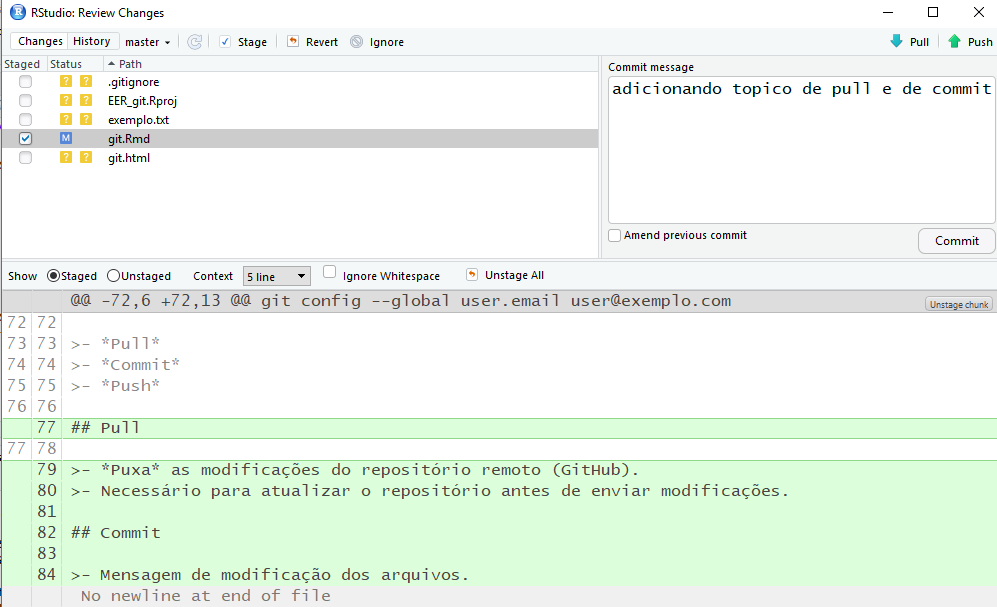 RStudio: Review Changes
Changes History master Stage Revert Ignore Pull Push
Staged Status Path
? ? .gitignore
? ? EER_git.Rproj
? ? exemplo.txt
M git.Rmd
? ? git.html
Commit message
adicionando topico de pull e de commit
Amend previous commit
Commit
Show Staged Unstaged Context 5 line Ignore Whitespace Unstage All
@@ -72,6 +72,13 @@ git config --global user.email user@exemplo.com Unstage chunk
72 72
73 73 >- *Pull*
74 74 >- *Commit*
75 75 >- *Push*
76 76
77 ## Pull
77 78
79 >- *Puxa* as modificações do repositório remoto (GitHub).
80 >- Necessário para atualizar o repositório antes de enviar modificações.
81
82 ## Commit
83
84 >- Mensagem de modificação dos arquivos.
No newline at end of file